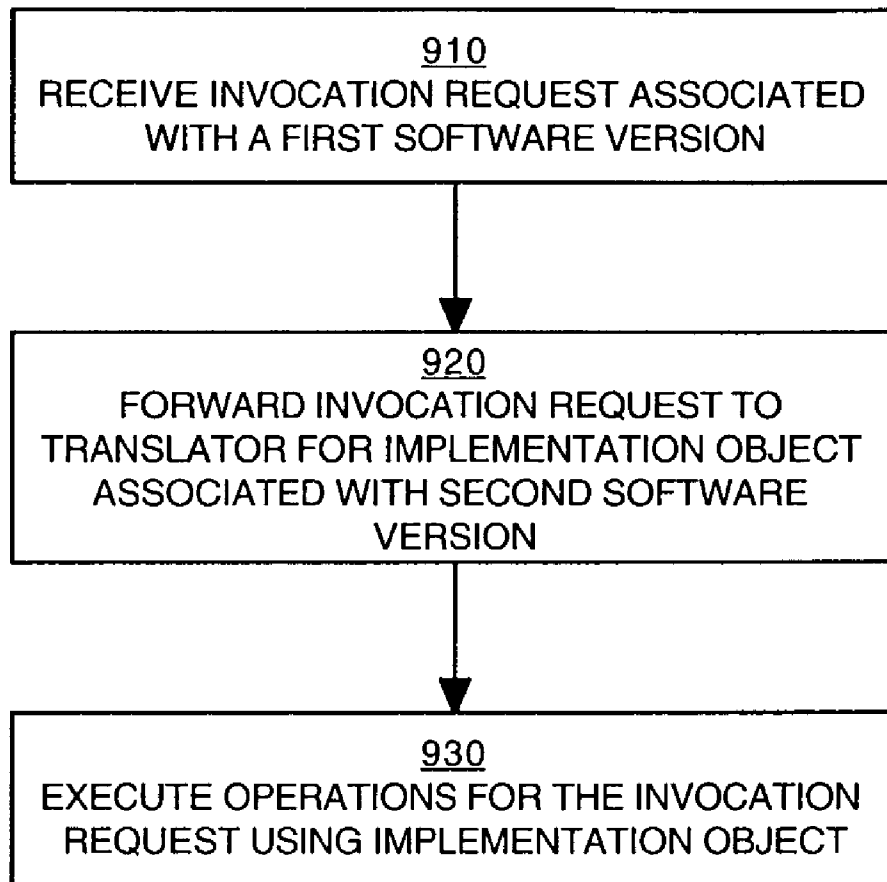 910
RECEIVE INVOCATION REQUEST ASSOCIATED
WITH A FIRST SOFTWARE VERSION
920
FORWARD INVOCATION REQUEST TO
TRANSLATOR FOR IMPLEMENTATION OBJECT
ASSOCIATED WITH SECOND SOFTWARE
VERSION
930
EXECUTE OPERATIONS FOR THE INVOCATION
REQUEST USING IMPLEMENTATION OBJECT